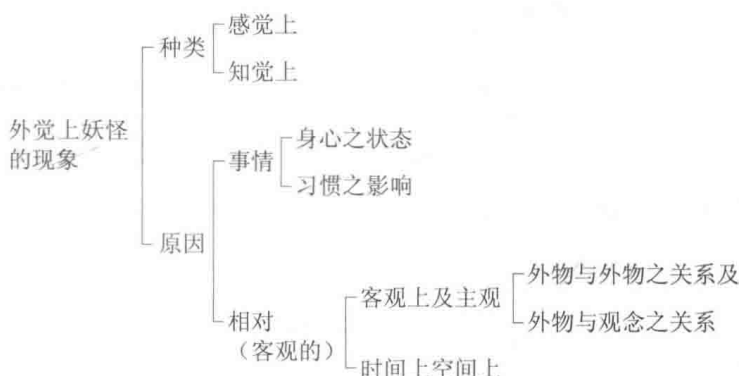 感觉上
种类
知觉上
外觉上妖怪
的现象
身心之状态
事情
习惯之影响
原因
外物与外物之关系及
客观上及主观
相对
外物与观念之关系
（客观的）
时间上空间上